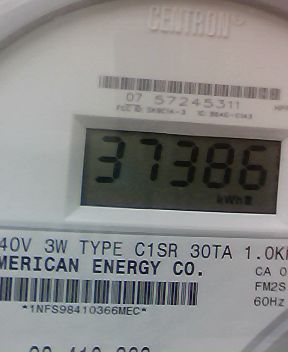 CENTRON
07 57245311
37386
kWh
40V 3W TYPE C1SR 30TA 1.0K
MERICAN ENERGY CO.
CA 0
FM2S
60Hz
*1NFS98410366MEC*